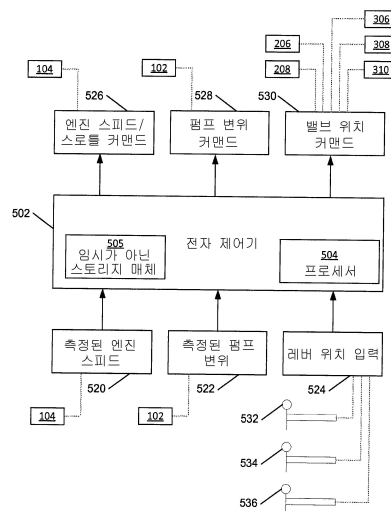 306
104
102
206
308
208
310
526
528
530
엔진 스피드/
스로틀 커맨드
펌프 변위
커맨드
밸브 위치
커맨드
502
505
임시가 아닌
스토리지 매체
전자 제어기
504
프로세서
측정된 엔진
스피드
측정된 펌프
변위
레버 위치 입력
520
522
524
104
102
532
534
536